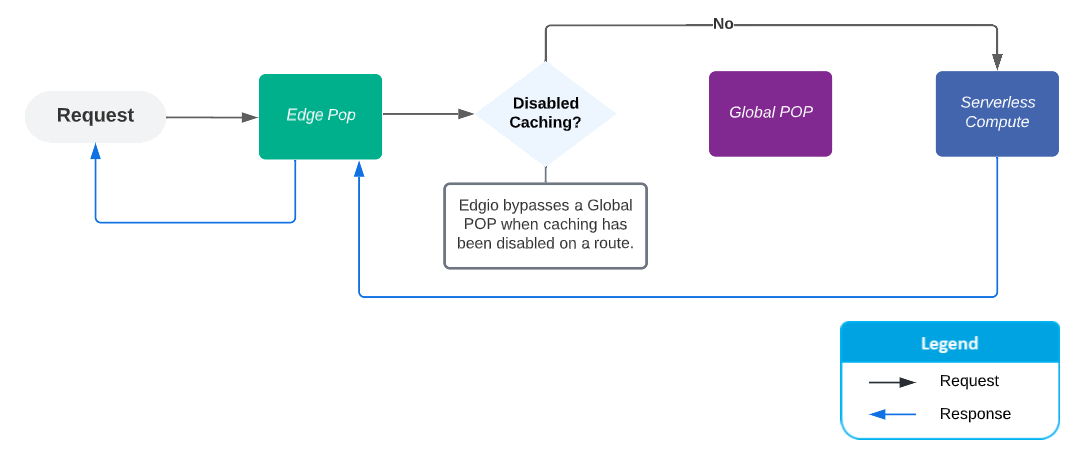 No
Request
Edge Pop
Disabled
Caching?
Global POP
Serverless
Compute
Edgio bypasses a Global
POP when caching has
been disabled on a route.
Legend
Request
Response